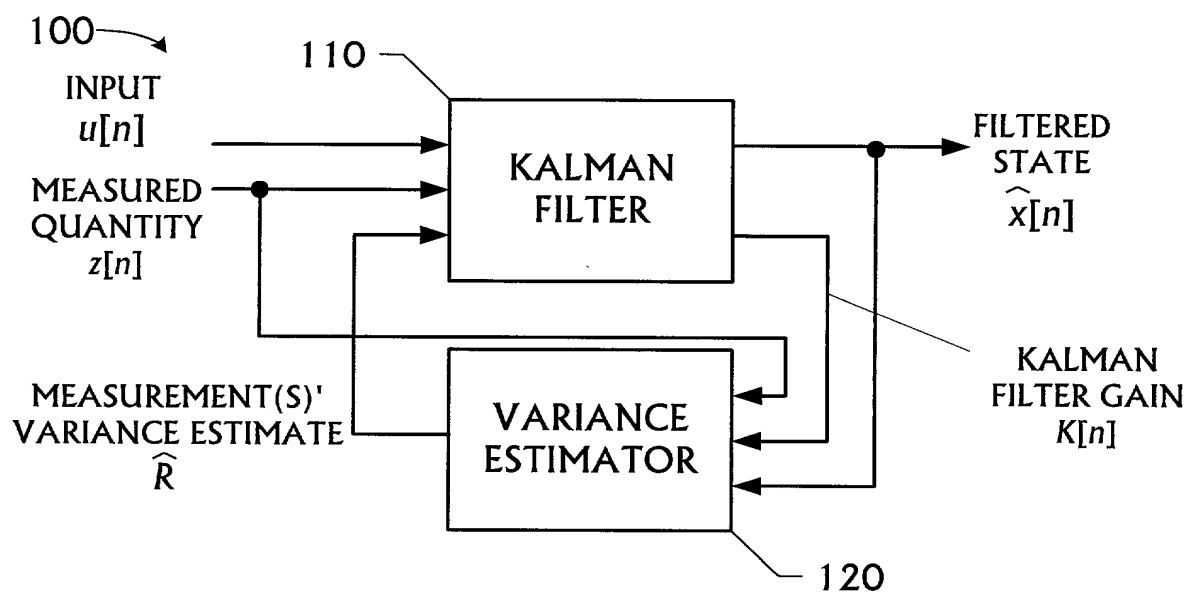 100
INPUT
u[n]
MEASURED
QUANTITY
z[n]
110
KALMAN
FILTER
FILTERED
STATE
x̂[n]
MEASUREMENT(S)'
VARIANCE ESTIMATE
R̂
VARIANCE
ESTIMATOR
KALMAN
FILTER GAIN
K[n]
120